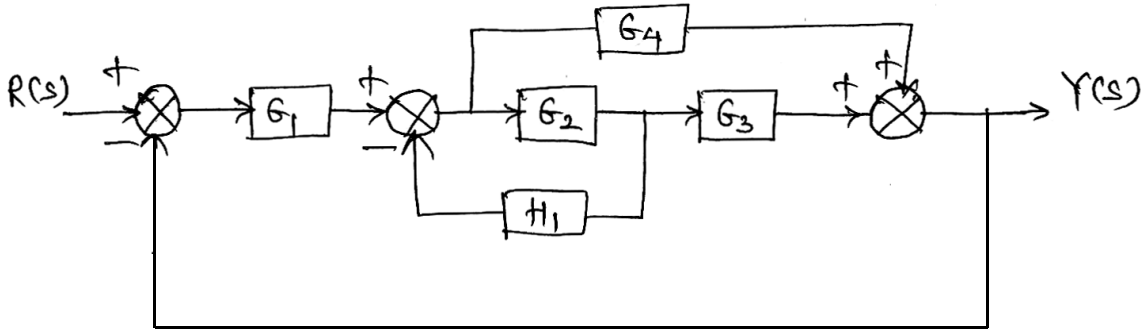 G4
R(s) + − G1 + − G2 G3 + + Y(s)
H1